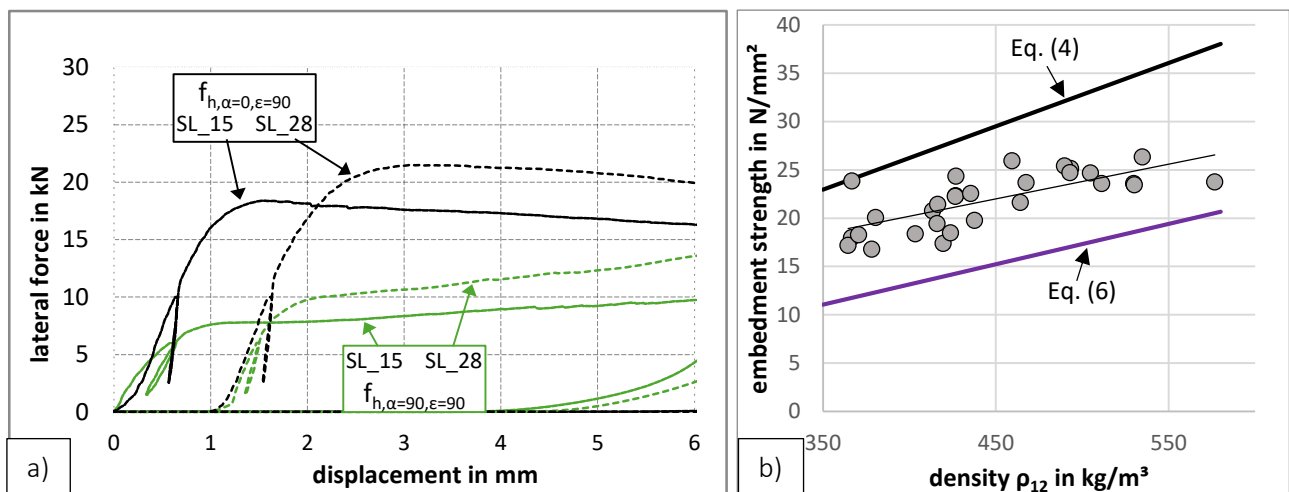 lateral force in kN
30
25
20
15
10
5
0
f_h,α=0,ε=90
SL_15 SL_28
SL_15 SL_28
f_h,α=90,ε=90
0 1 2 3 4 5 6
displacement in mm
a)
embedment strength in N/mm²
40
35
30
25
20
15
10
5
0
Eq. (4)
Eq. (6)
350 450 550
density ρ₁₂ in kg/m³
b)